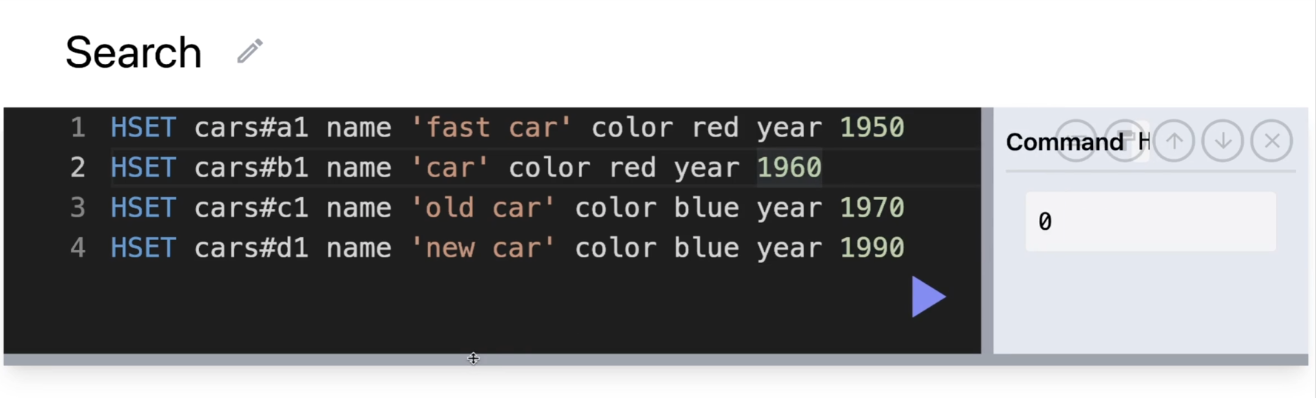 Search
1 HSET cars#a1 name 'fast car' color red year 1950
2 HSET cars#b1 name 'car' color red year 1960
3 HSET cars#c1 name 'old car' color blue year 1970
4 HSET cars#d1 name 'new car' color blue year 1990
Command H
0